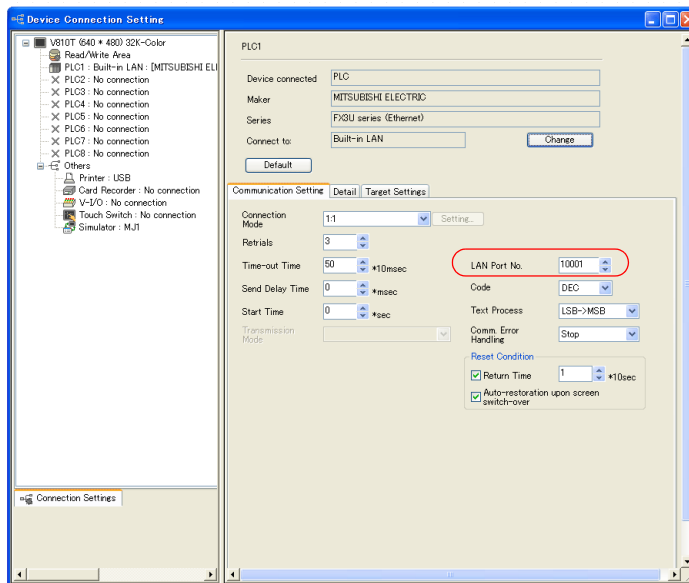 Device Connection Setting
V810T (640 * 480) 32K-Color
Read/Write Area
PLC1 : Built-in LAN : [MITSUBISHI ELI
PLC2 : No connection
PLC3 : No connection
PLC4 : No connection
PLC5 : No connection
PLC6 : No connection
PLC7 : No connection
PLC8 : No connection
Others
Printer : USB
Card Recorder : No connection
V-I/O : No connection
Touch Switch : No connection
Simulator : MJ1
Connection Settings
PLC1
Device connected PLC
Maker MITSUBISHI ELECTRIC
Series FX3U series (Ethernet)
Connect to: Built-in LAN Change
Default
Communication Setting Detail Target Settings
Connection Mode 1:1 Setting...
Retrials 3
Time-out Time 50 *10msec
Send Delay Time 0 *msec
Start Time 0 *sec
Transmission Mode
LAN Port No. 10001
Code DEC
Text Process LSB->MSB
Comm. Error Handling Stop
Reset Condition
Return Time 1 *10sec
Auto-restoration upon screen
switch-over